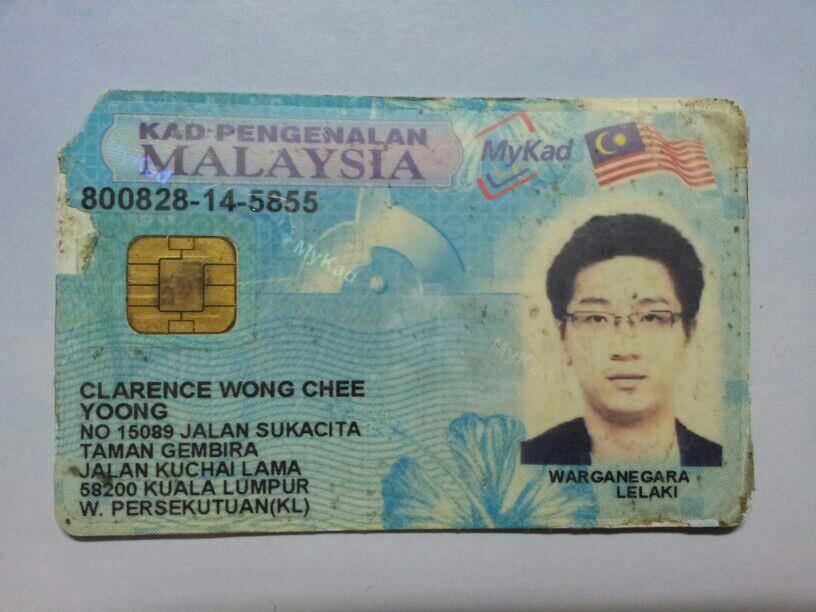 KAD PENGENALAN
MALAYSIA
MyKad
MyKad
800828-14-5855
MyKad
MyKad
CLARENCE WONG CHEE
YOONG
NO 15089 JALAN SUKACITA
TAMAN GEMBIRA
JALAN KUCHAI LAMA
58200 KUALA LUMPUR
W. PERSEKUTUAN(KL)
WARGANEGARA
LELAKI